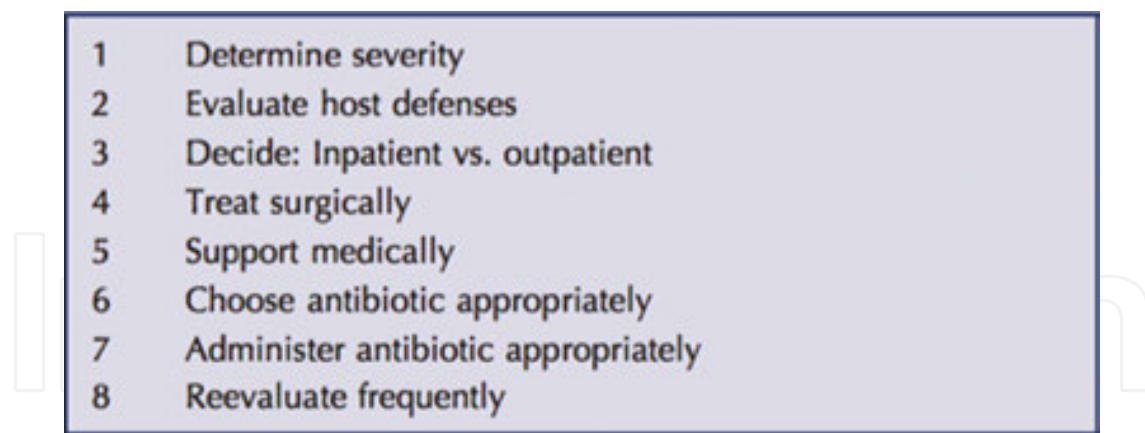 1 Determine severity
2 Evaluate host defenses
3 Decide: Inpatient vs. outpatient
4 Treat surgically
5 Support medically
6 Choose antibiotic appropriately
7 Administer antibiotic appropriately
8 Reevaluate frequently